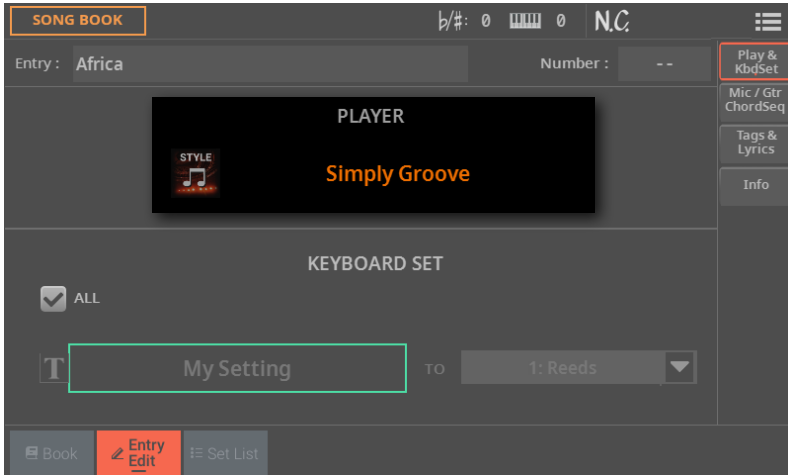 SONG BOOK
♭/♯: 0 0 N.C.
Entry : Africa Number : --
Play &
KbdSet
Mic / Gtr
ChordSeq
Tags &
Lyrics
Info
PLAYER
STYLE
Simply Groove
KEYBOARD SET
ALL
T My Setting TO 1: Reeds
Book Entry
Edit Set List